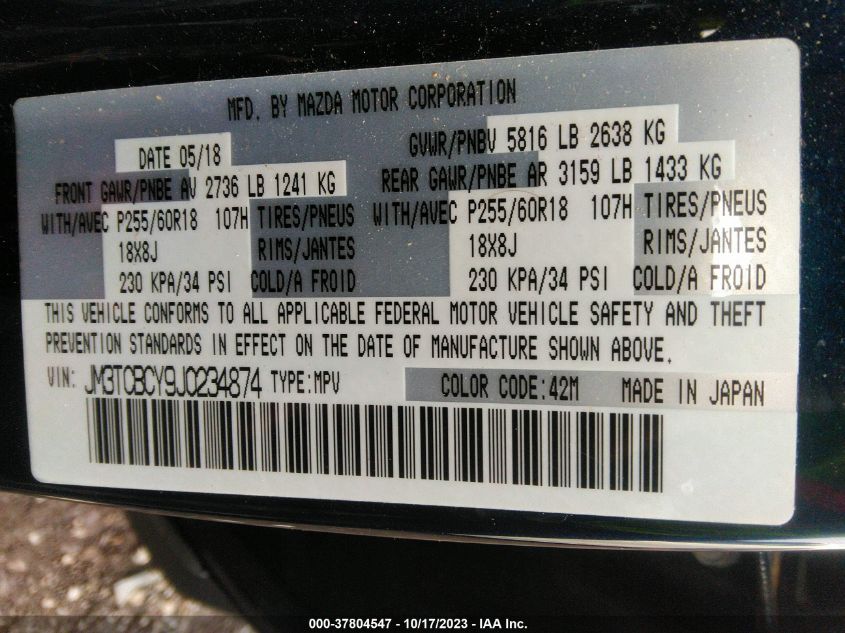 MFD. BY MAZDA MOTOR CORPORATION
DATE 05/18 GVWR/PNBV 5816 LB 2638 KG
FRONT GAWR/PNBE AV 2736 LB 1241 KG REAR GAWR/PNBE AR 3159 LB 1433 KG
WITH/AVEC P255/60R18 107H TIRES/PNEUS WITH/AVEC P255/60R18 107H TIRES/PNEUS
18X8J RIMS/JANTES 18X8J RIMS/JANTES
230 KPA/34 PSI COLD/A FROID 230 KPA/34 PSI COLD/A FROID
THIS VEHICLE CONFORMS TO ALL APPLICABLE FEDERAL MOTOR VEHICLE SAFETY AND THEFT
PREVENTION STANDARDS IN EFFECT ON THE DATE OF MANUFACTURE SHOWN ABOVE.
VIN: JM3TCBCY9J0234874 TYPE:MPV COLOR CODE:42M MADE IN JAPAN
000-37804547 - 10/17/2023 - IAA Inc.